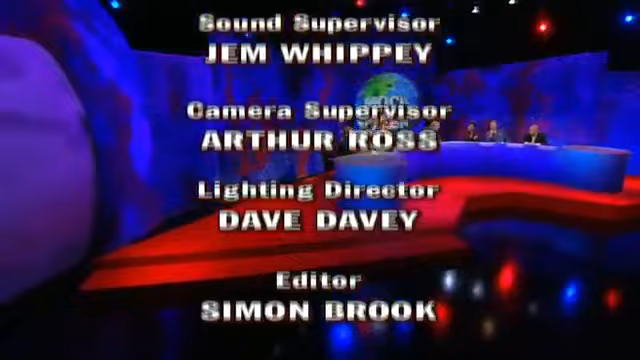 Sound Supervisor
JEM WHIPPEY
Camera Supervisor
ARTHUR ROSS
Lighting Director
DAVE DAVEY
Editor
SIMON BROOK